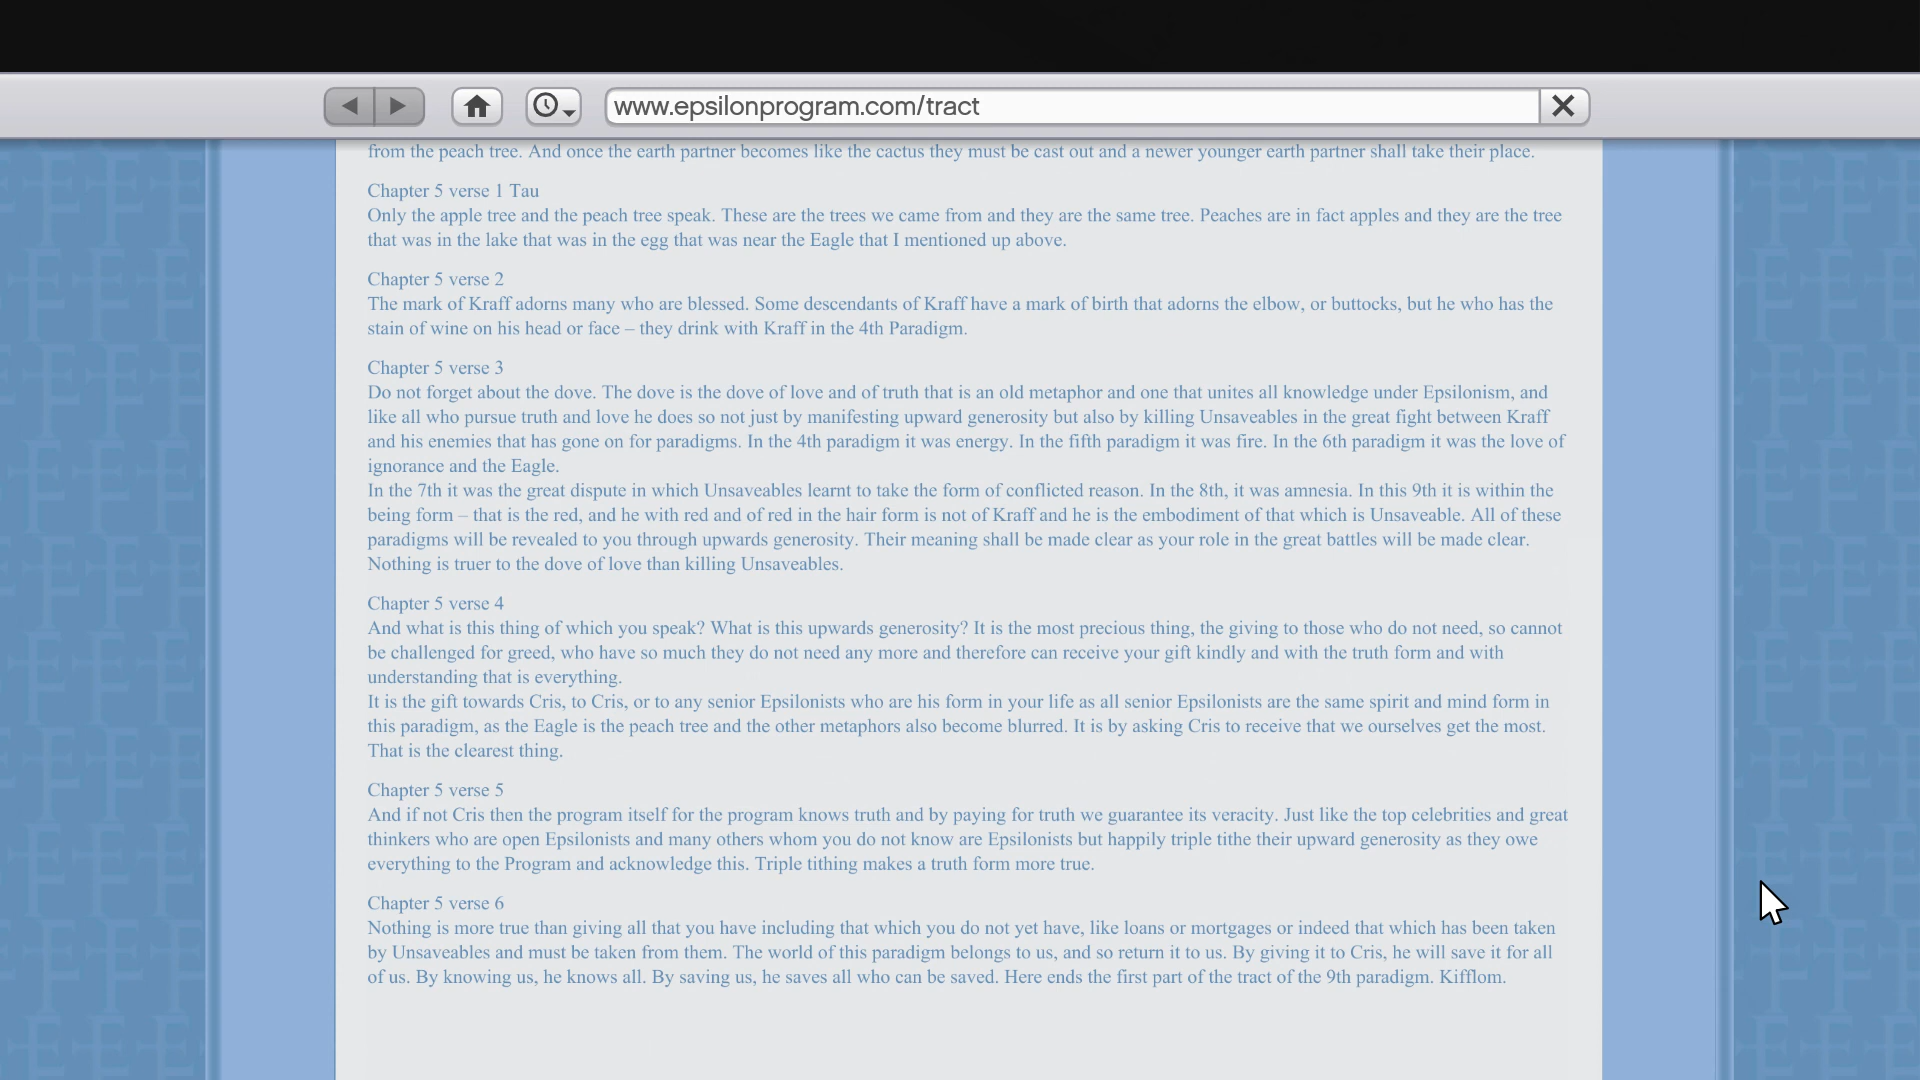 www.epsilonprogram.com/tract
from the peach tree. And once the earth partner becomes like the cactus they must be cast out and a newer younger earth partner shall take their place.
Chapter 5 verse 1 Tau
Only the apple tree and the peach tree speak. These are the trees we came from and they are the same tree. Peaches are in fact apples and they are the tree
that was in the lake that was in the egg that was near the Eagle that I mentioned up above.
Chapter 5 verse 2
The mark of Kraff adorns many who are blessed. Some descendants of Kraff have a mark of birth that adorns the elbow, or buttocks, but he who has the
stain of wine on his head or face – they drink with Kraff in the 4th Paradigm.
Chapter 5 verse 3
Do not forget about the dove. The dove is the dove of love and of truth that is an old metaphor and one that unites all knowledge under Epsilonism, and
like all who pursue truth and love he does so not just by manifesting upward generosity but also by killing Unsaveables in the great fight between Kraff
and his enemies that has gone on for paradigms. In the 4th paradigm it was energy. In the fifth paradigm it was fire. In the 6th paradigm it was the love of
ignorance and the Eagle.
In the 7th it was the great dispute in which Unsaveables learnt to take the form of conflicted reason. In the 8th, it was amnesia. In this 9th it is within the
being form – that is the red, and he with red and of red in the hair form is not of Kraff and he is the embodiment of that which is Unsaveable. All of these
paradigms will be revealed to you through upwards generosity. Their meaning shall be made clear as your role in the great battles will be made clear.
Nothing is truer to the dove of love than killing Unsaveables.
Chapter 5 verse 4
And what is this thing of which you speak? What is this upwards generosity? It is the most precious thing, the giving to those who do not need, so cannot
be challenged for greed, who have so much they do not need any more and therefore can receive your gift kindly and with the truth form and with
understanding that is everything.
It is the gift towards Cris, to Cris, or to any senior Epsilonists who are his form in your life as all senior Epsilonists are the same spirit and mind form in
this paradigm, as the Eagle is the peach tree and the other metaphors also become blurred. It is by asking Cris to receive that we ourselves get the most.
That is the clearest thing.
Chapter 5 verse 5
And if not Cris then the program itself for the program knows truth and by paying for truth we guarantee its veracity. Just like the top celebrities and great
thinkers who are open Epsilonists and many others whom you do not know are Epsilonists but happily triple tithe their upward generosity as they owe
everything to the Program and acknowledge this. Triple tithing makes a truth form more true.
Chapter 5 verse 6
Nothing is more true than giving all that you have including that which you do not yet have, like loans or mortgages or indeed that which has been taken
by Unsaveables and must be taken from them. The world of this paradigm belongs to us, and so return it to us. By giving it to Cris, he will save it for all
of us. By knowing us, he knows all. By saving us, he saves all who can be saved. Here ends the first part of the tract of the 9th paradigm. Kifflom.